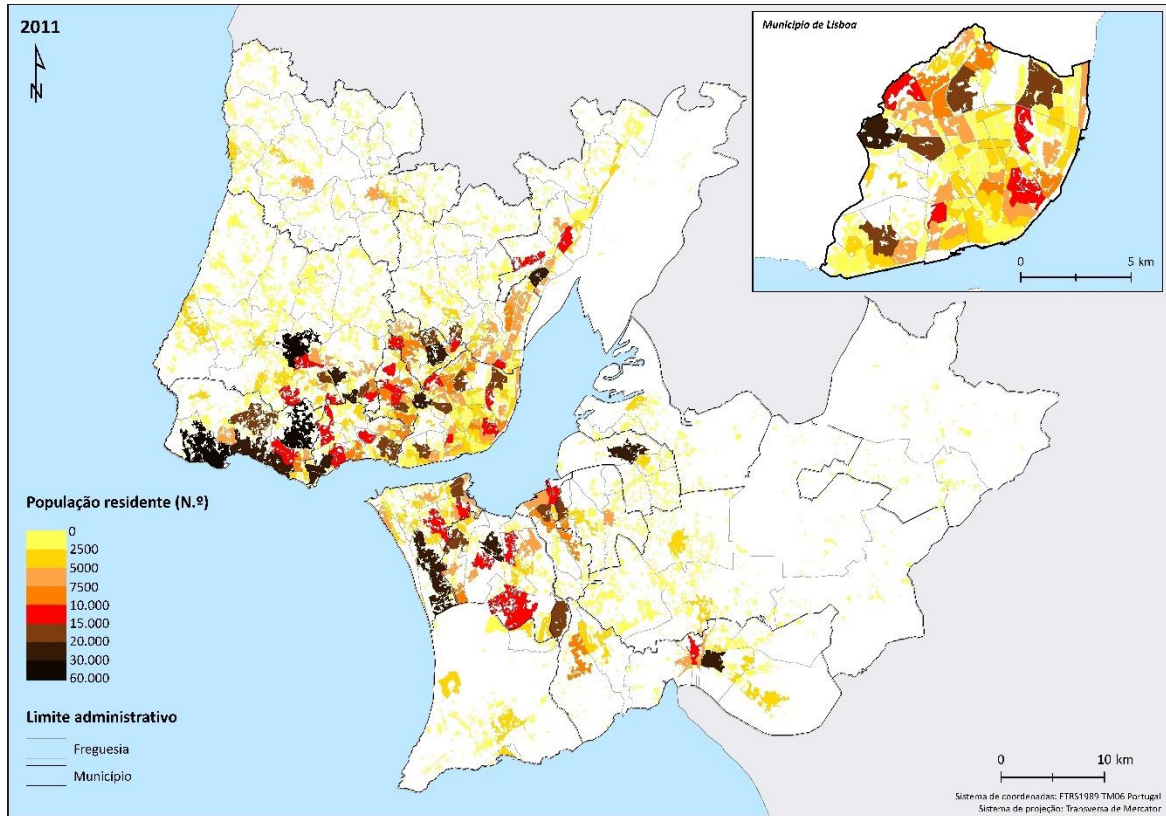 2011
N
Município de Lisboa
0 5 km
População residente (N.º)
0
2500
5000
7500
10.000
15.000
20.000
30.000
60.000
Limite administrativo
Freguesia
Município
0 10 km
Sistema de coordenadas: ETRS1989 TM06 Portugal
Sistema de projeção: Transversa de Mercator